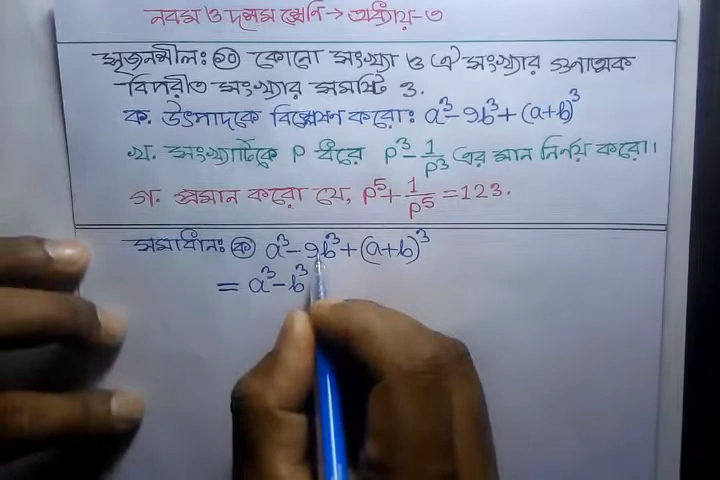 নবম ও দশম শ্রেণি → অধ্যায়-৩
সৃজনশীলঃ ১০ কোনো সংখ্যা ও ঐ সংখ্যার গুণাত্মক
বিপরীত সংখ্যার সমষ্টি 3.
ক. উৎপাদকে বিশ্লেষণ করোঃ a³-9b³+(a+b)³
খ. সংখ্যাটিকে P ধরে P³-1/P³ এর মান নির্ণয় করো।
গ. প্রমান করো যে, P⁵+1/P⁵=123.
সমাধানঃ ক a³-9b³+(a+b)³
= a³-b³